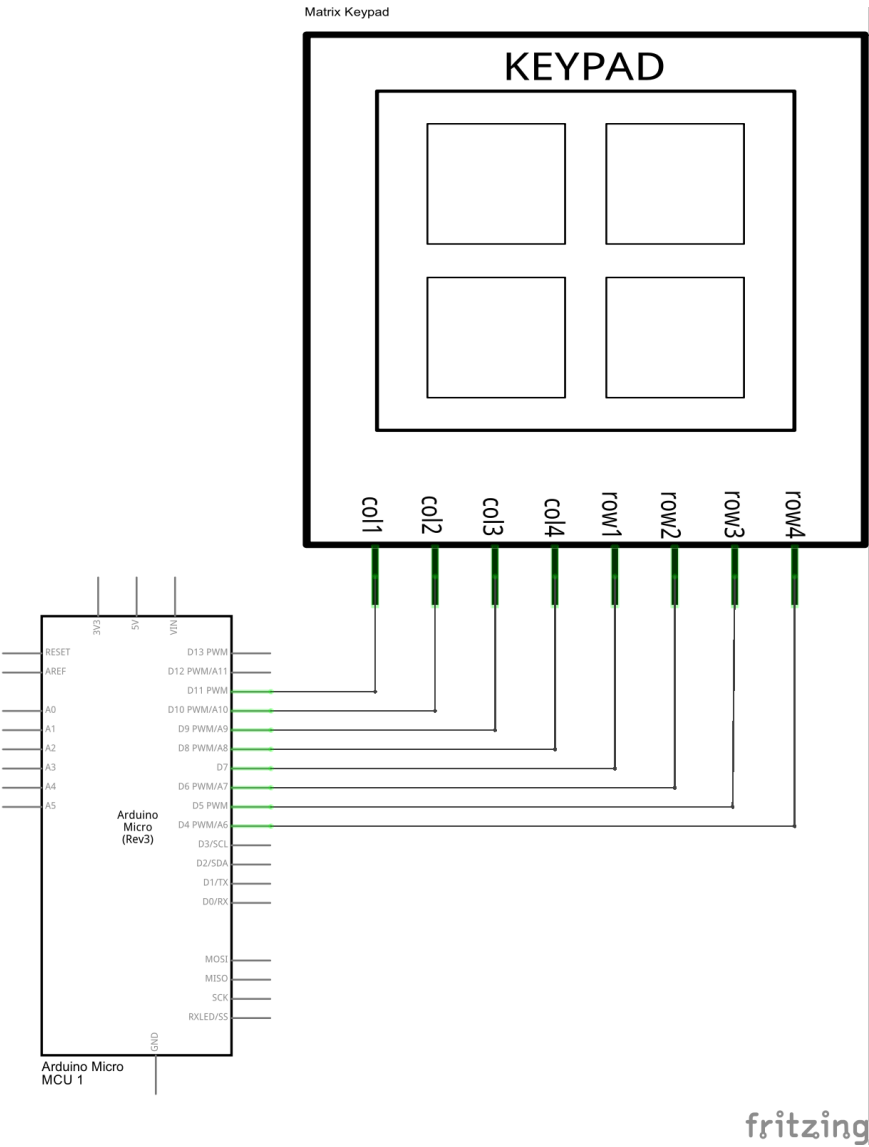 Matrix Keypad
KEYPAD
col1
col2
col3
col4
row1
row2
row3
row4
3V3
5V
VIN
RESET
AREF
A0
A1
A2
A3
A4
A5
D13 PWM
D12 PWM/A11
D11 PWM
D10 PWM/A10
D9 PWM/A9
D8 PWM/A8
D7
D6 PWM/A7
D5 PWM
D4 PWM/A6
D3/SCL
D2/SDA
D1/TX
D0/RX
MOSI
MISO
SCK
RXLED/SS
Arduino
Micro
(Rev3)
GND
Arduino Micro
MCU 1
fritzing